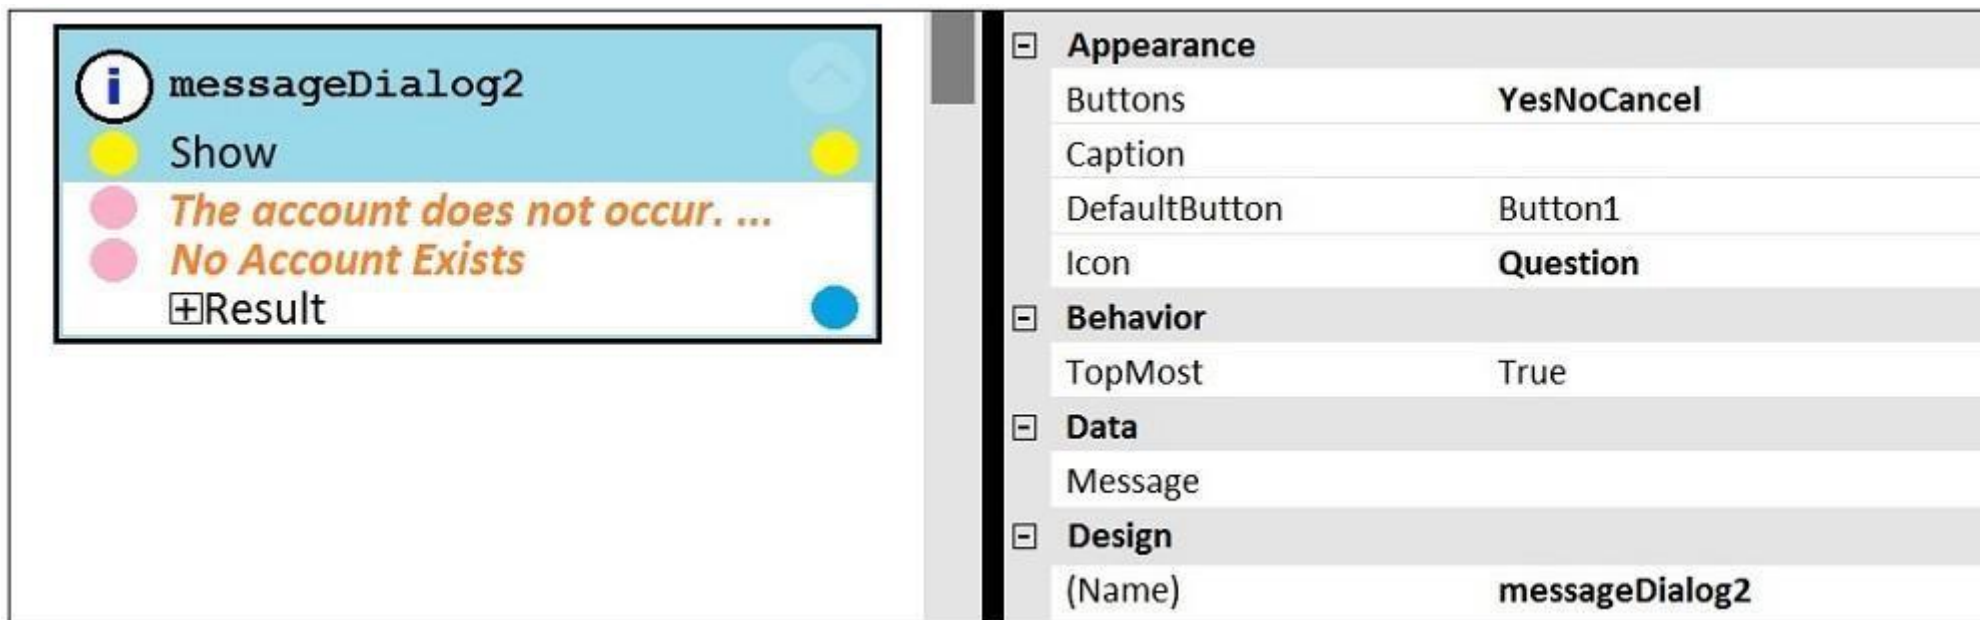 i messageDialog2
Show
The account does not occur. ...
No Account Exists
Result
Appearance
Buttons YesNoCancel
Caption
DefaultButton Button1
Icon Question
Behavior
TopMost True
Data
Message
Design
(Name) messageDialog2